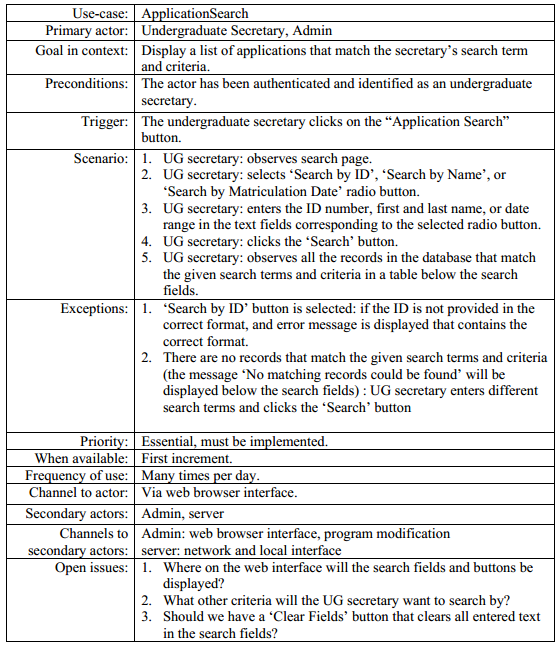 Use-case: ApplicationSearch
Primary actor: Undergraduate Secretary, Admin
Goal in context: Display a list of applications that match the secretary’s search term
and criteria.
Preconditions: The actor has been authenticated and identified as an undergraduate
secretary.
Trigger: The undergraduate secretary clicks on the “Application Search”
button.
Scenario: 1. UG secretary: observes search page.
2. UG secretary: selects ‘Search by ID’, ‘Search by Name’, or
‘Search by Matriculation Date’ radio button.
3. UG secretary: enters the ID number, first and last name, or date
range in the text fields corresponding to the selected radio button.
4. UG secretary: clicks the ‘Search’ button.
5. UG secretary: observes all the records in the database that match
the given search terms and criteria in a table below the search
fields.
Exceptions: 1. ‘Search by ID’ button is selected: if the ID is not provided in the
correct format, and error message is displayed that contains the
correct format.
2. There are no records that match the given search terms and criteria
(the message ‘No matching records could be found’ will be
displayed below the search fields) : UG secretary enters different
search terms and clicks the ‘Search’ button
Priority: Essential, must be implemented.
When available: First increment.
Frequency of use: Many times per day.
Channel to actor: Via web browser interface.
Secondary actors: Admin, server
Channels to Admin: web browser interface, program modification
secondary actors: server: network and local interface
Open issues: 1. Where on the web interface will the search fields and buttons be
displayed?
2. What other criteria will the UG secretary want to search by?
3. Should we have a ‘Clear Fields’ button that clears all entered text
in the search fields?